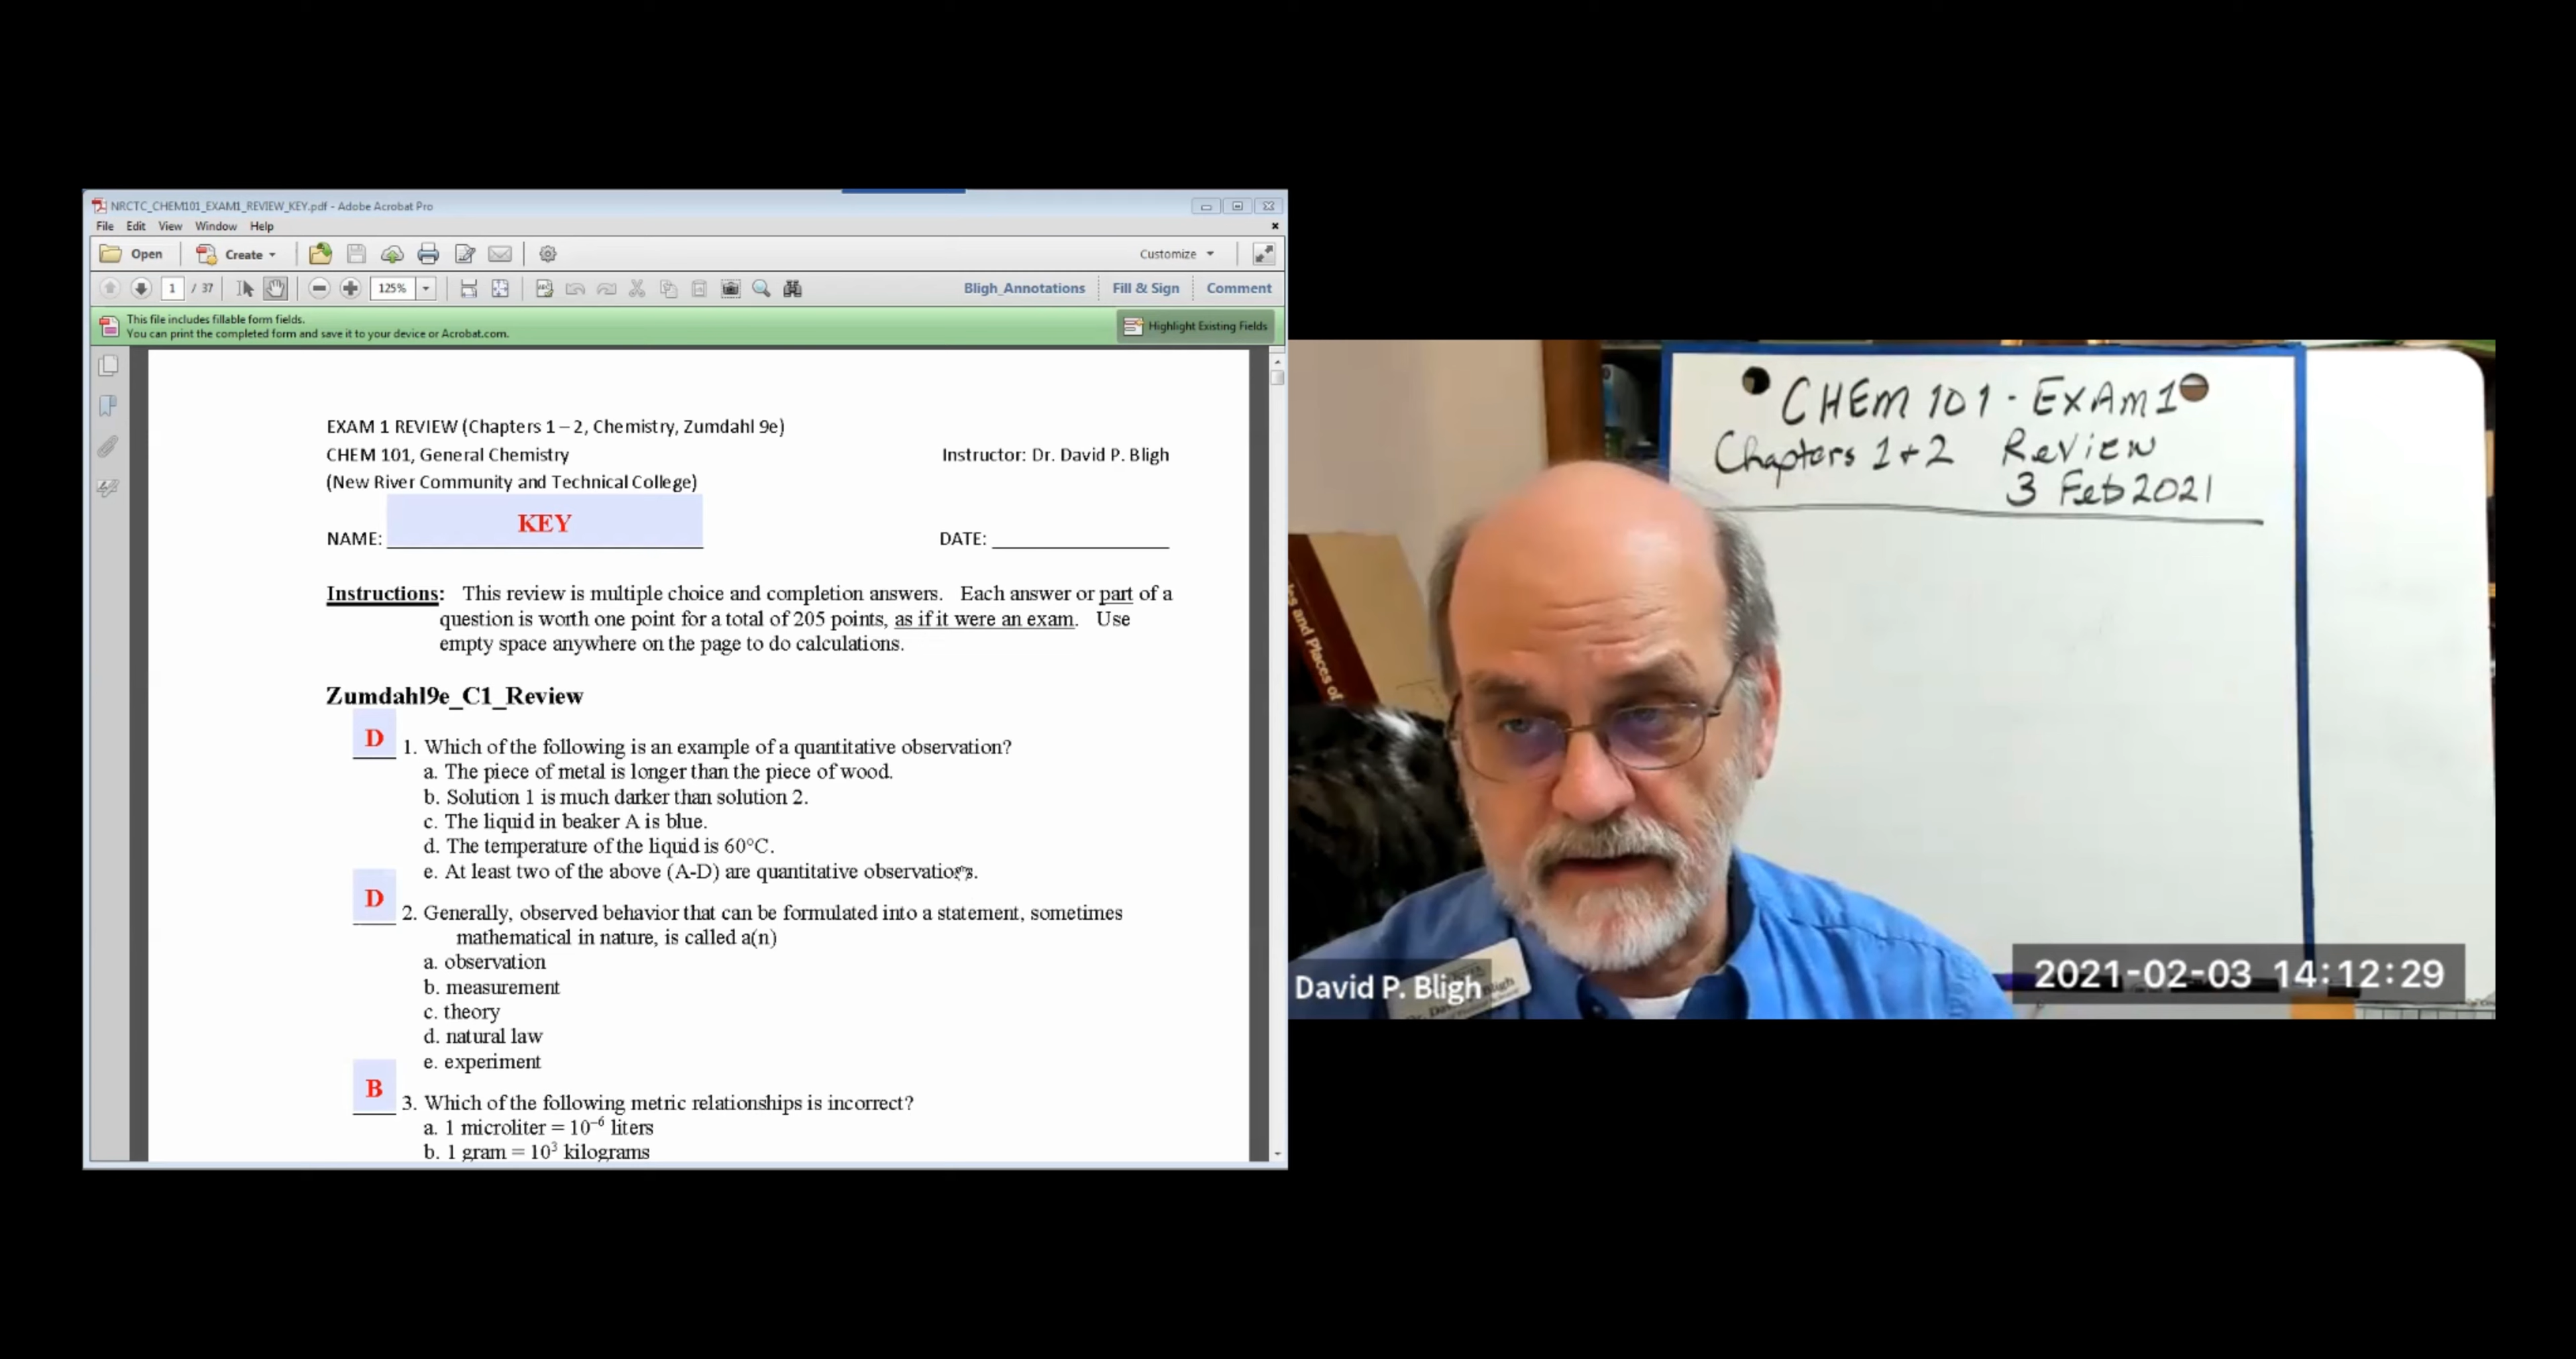 NRCTC_CHEM101_EXAM1_REVIEW_KEY.pdf - Adobe Acrobat Pro
File Edit View Window Help
Open Create Customize
1 / 37 125% Bligh_Annotations Fill & Sign Comment
This file includes fillable form fields.
You can print the completed form and save it to your device or Acrobat.com.
Highlight Existing Fields
EXAM 1 REVIEW (Chapters 1 – 2, Chemistry, Zumdahl 9e)
CHEM 101, General Chemistry Instructor: Dr. David P. Bligh
(New River Community and Technical College)
NAME: KEY DATE:
Instructions: This review is multiple choice and completion answers. Each answer or part of a
question is worth one point for a total of 205 points, as if it were an exam. Use
empty space anywhere on the page to do calculations.
Zumdahl9e_C1_Review
D 1. Which of the following is an example of a quantitative observation?
a. The piece of metal is longer than the piece of wood.
b. Solution 1 is much darker than solution 2.
c. The liquid in beaker A is blue.
d. The temperature of the liquid is 60°C.
e. At least two of the above (A-D) are quantitative observations.
D 2. Generally, observed behavior that can be formulated into a statement, sometimes
mathematical in nature, is called a(n)
a. observation
b. measurement
c. theory
d. natural law
e. experiment
B 3. Which of the following metric relationships is incorrect?
a. 1 microliter = 10⁻⁶ liters
b. 1 gram = 10³ kilograms
CHEM 101 - EXAM 1
Chapters 1 + 2 Review
3 Feb 2021
and Places of
David P. Bligh
2021-02-03 14:12:29